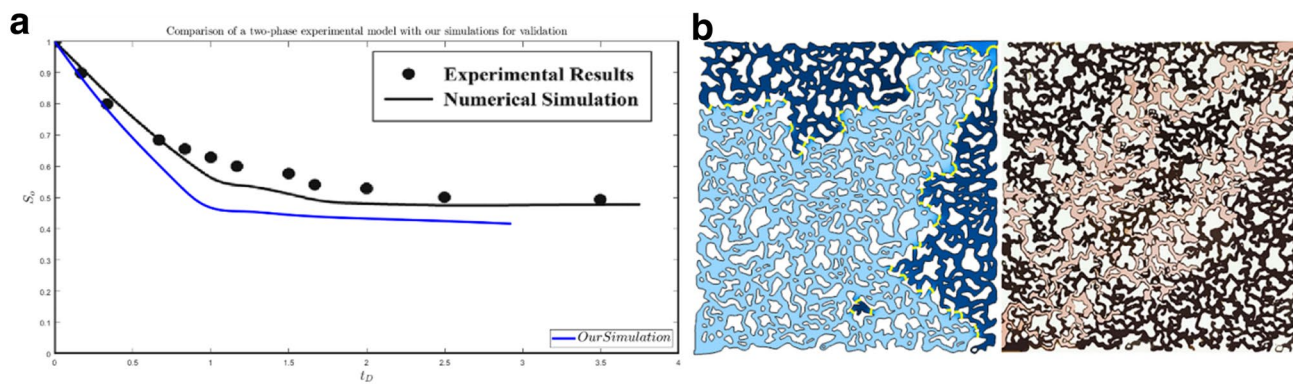 a
b
Comparison of a two-phase experimental model with our simulations for validation
1
0.9
0.8
0.7
0.6
0.5
0.4
0.3
0.2
0.1
0
S_o
Experimental Results
Numerical Simulation
OurSimulation
0 0.5 1 1.5 2 2.5 3 3.5 4
t_D